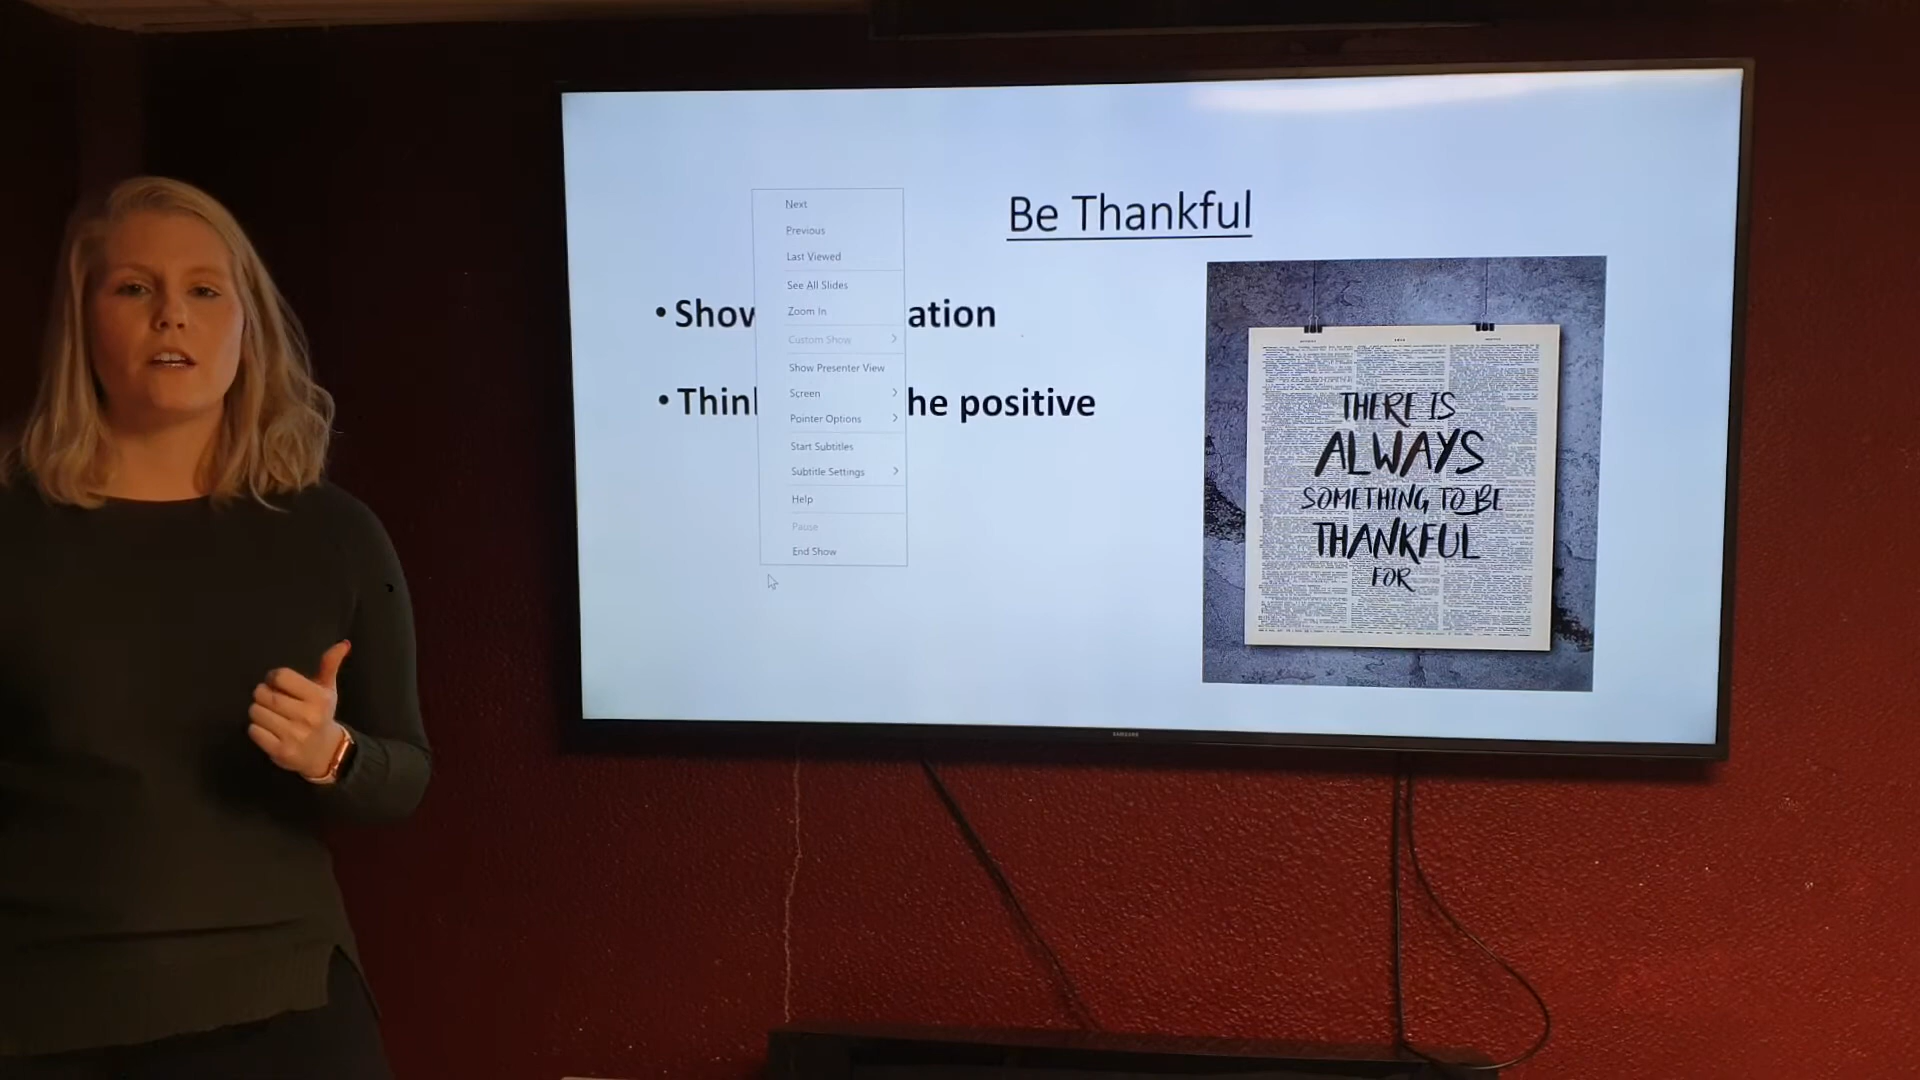 Be Thankful
• Show ation
• Thin he positive
Next
Previous
Last Viewed
See All Slides
Zoom In
Custom Show
Show Presenter View
Screen
Pointer Options
Start Subtitles
Subtitle Settings
Help
Pause
End Show
THERE IS
ALWAYS
SOMETHING TO BE
THANKFUL
FOR
SAMSUNG